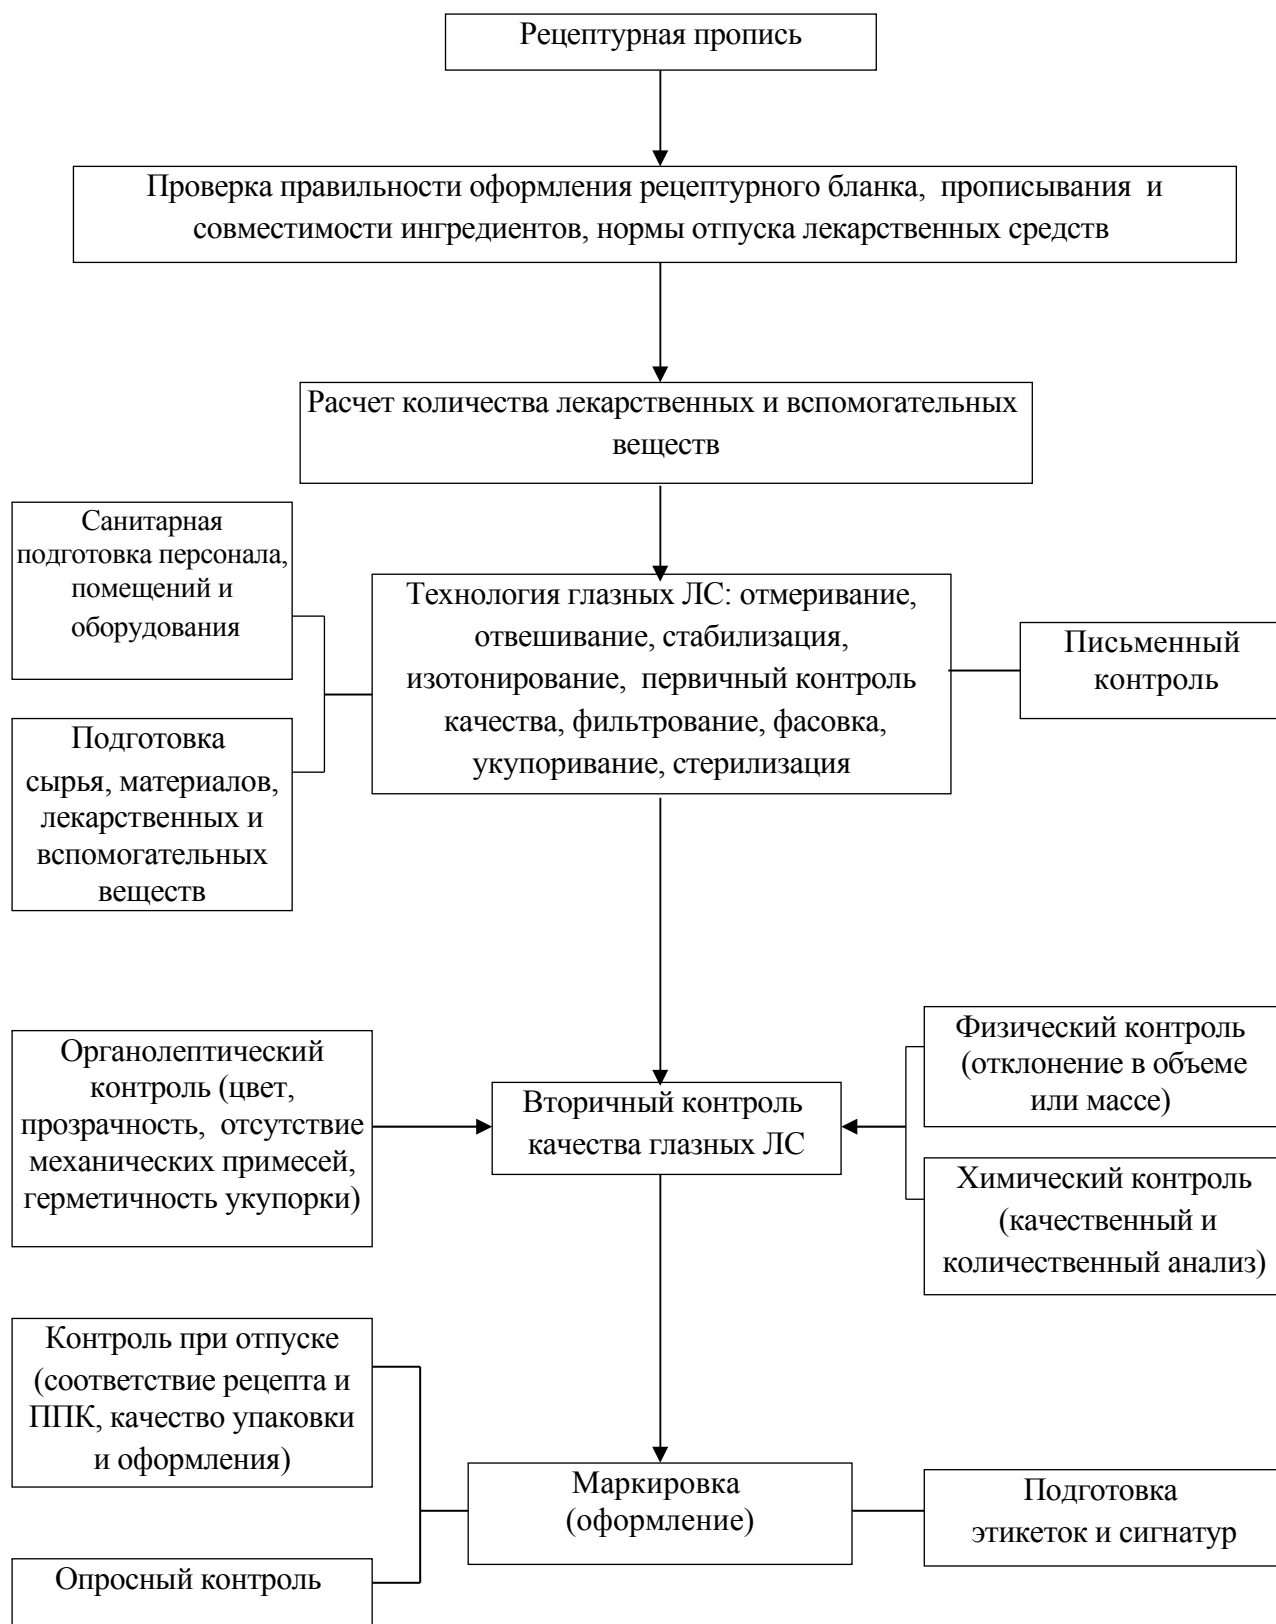 Рецептурная пропись
Проверка правильности оформления рецептурного бланка, прописывания и
совместимости ингредиентов, нормы отпуска лекарственных средств
Расчет количества лекарственных и вспомогательных
веществ
Санитарная
подготовка персонала,
помещений и
оборудования
Технология глазных ЛС: отмеривание,
отвешивание, стабилизация,
изотонирование, первичный контроль
качества, фильтрование, фасовка,
укупоривание, стерилизация
Письменный
контроль
Подготовка
сырья, материалов,
лекарственных и
вспомогательных
веществ
Органолептический
контроль (цвет,
прозрачность, отсутствие
механических примесей,
герметичность укупорки)
Вторичный контроль
качества глазных ЛС
Физический контроль
(отклонение в объеме
или массе)
Химический контроль
(качественный и
количественный анализ)
Контроль при отпуске
(соответствие рецепта и
ППК, качество упаковки
и оформления)
Маркировка
(оформление)
Подготовка
этикеток и сигнатур
Опросный контроль